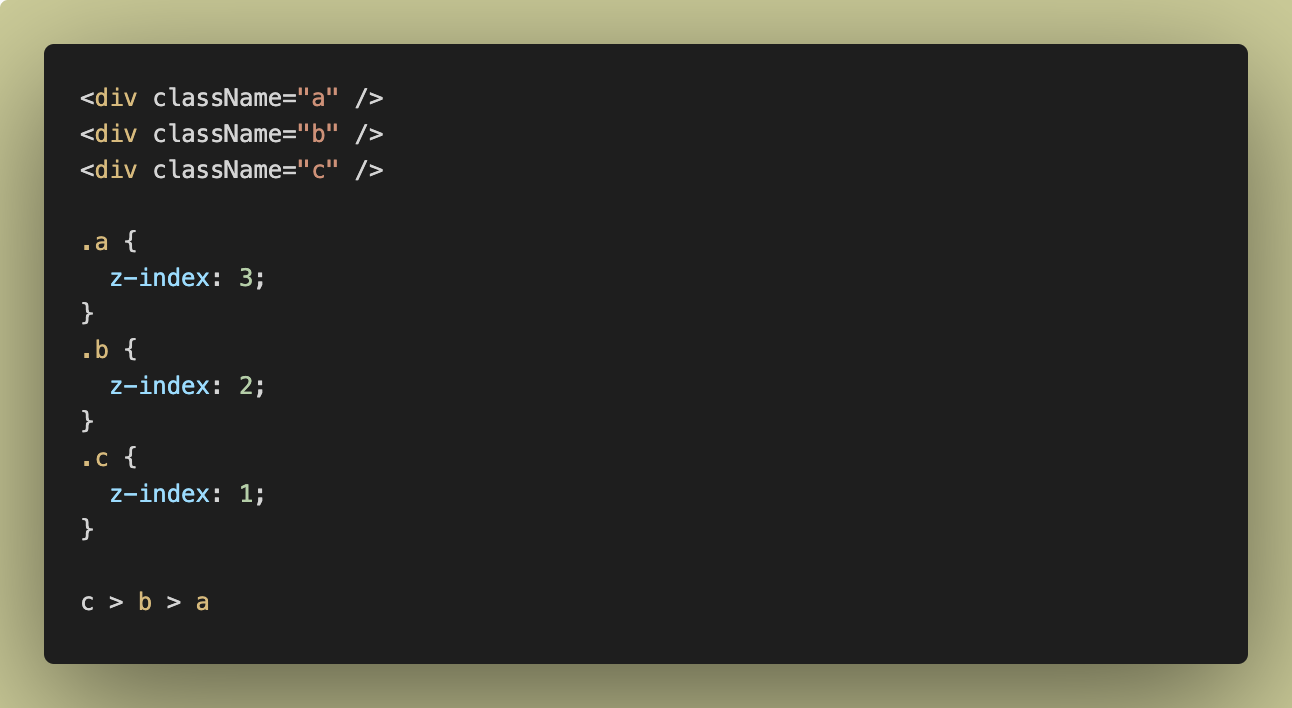 <div className="a" />
<div className="b" />
<div className="c" />

.a {
  z-index: 3;
}
.b {
  z-index: 2;
}
.c {
  z-index: 1;
}

c > b > a